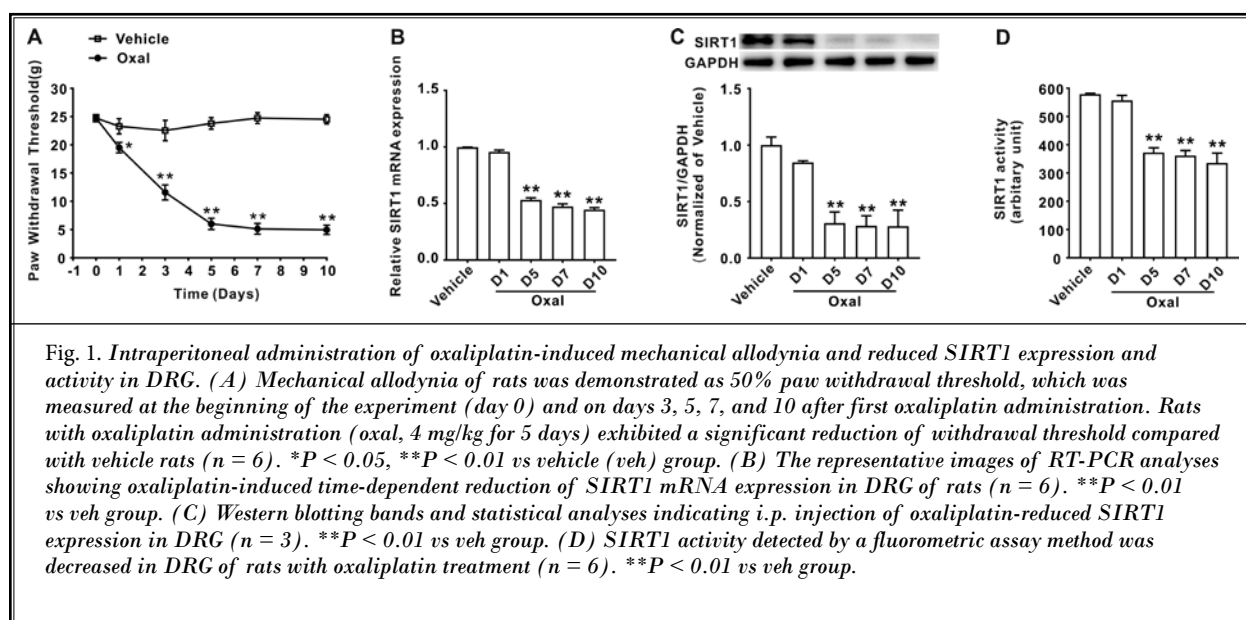 A
Vehicle
Oxal
Paw Withdrawal Threshold(g)
30
25
20
15
10
5
0
*
**
**
**
**
-1 0 1 2 3 4 5 6 7 8 9 10
Time (Days)
B
Relative SIRT1 mRNA expression
1.5
1.0
0.5
0.0
** ** **
Vehicle D1 D5 D7 D10
Oxal
C
SIRT1
GAPDH
SIRT1/GAPDH
(Normalized of Vehicle)
1.5
1.0
0.5
0.0
** ** **
Vehicle D1 D5 D7 D10
Oxal
D
SIRT1 activity
(arbitary unit)
600
500
400
300
200
100
0
** ** **
Vehicle D1 D5 D7 D10
Oxal
Fig. 1. Intraperitoneal administration of oxaliplatin-induced mechanical allodynia and reduced SIRT1 expression and
activity in DRG. (A) Mechanical allodynia of rats was demonstrated as 50% paw withdrawal threshold, which was
measured at the beginning of the experiment (day 0) and on days 3, 5, 7, and 10 after first oxaliplatin administration. Rats
with oxaliplatin administration (oxal, 4 mg/kg for 5 days) exhibited a significant reduction of withdrawal threshold compared
with vehicle rats (n = 6). *P < 0.05, **P < 0.01 vs vehicle (veh) group. (B) The representative images of RT-PCR analyses
showing oxaliplatin-induced time-dependent reduction of SIRT1 mRNA expression in DRG of rats (n = 6). **P < 0.01
vs veh group. (C) Western blotting bands and statistical analyses indicating i.p. injection of oxaliplatin-reduced SIRT1
expression in DRG (n = 3). **P < 0.01 vs veh group. (D) SIRT1 activity detected by a fluorometric assay method was
decreased in DRG of rats with oxaliplatin treatment (n = 6). **P < 0.01 vs veh group.